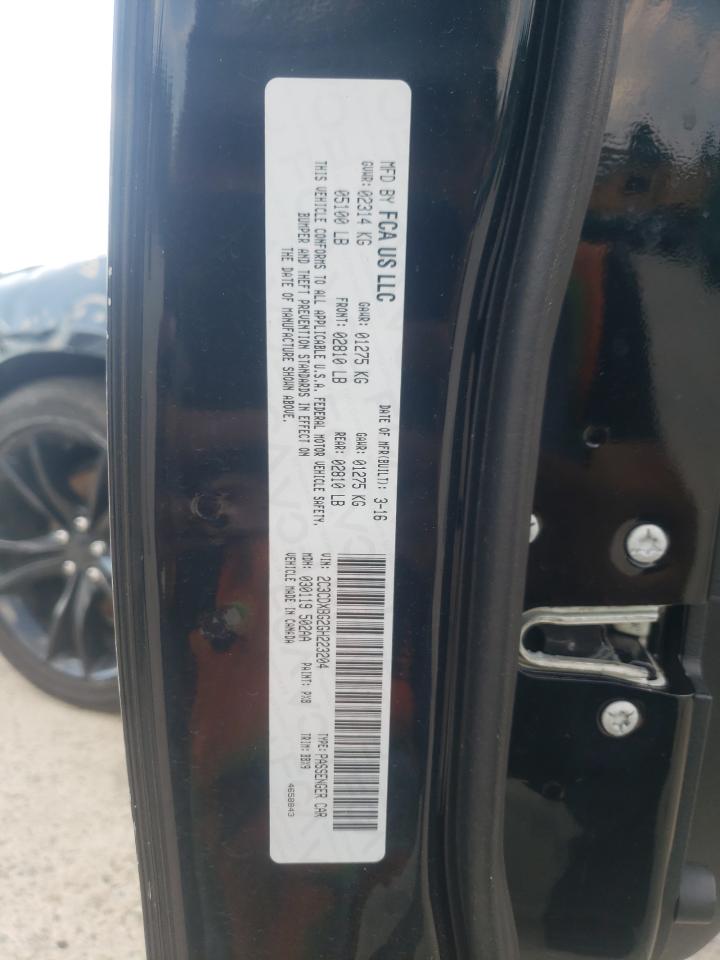 MFD BY FCA US LLC
DATE OF MFR(BUILT): 3-16
GVWR: 02314 KG GAWR: 01275 KG GAWR: 01275 KG
05100 LB FRONT: 02810 LB REAR: 02810 LB
THIS VEHICLE CONFORMS TO ALL APPLICABLE U.S.A. FEDERAL MOTOR VEHICLE SAFETY,
BUMPER AND THEFT PREVENTION STANDARDS IN EFFECT ON
THE DATE OF MANUFACTURE SHOWN ABOVE.
VIN: 2C3CDXBG2GH223204 TYPE: PASSENGER CAR
MDH: 030119 502AA PAINT: PX8 TRIM: BBX9
VEHICLE MADE IN CANADA 4658843